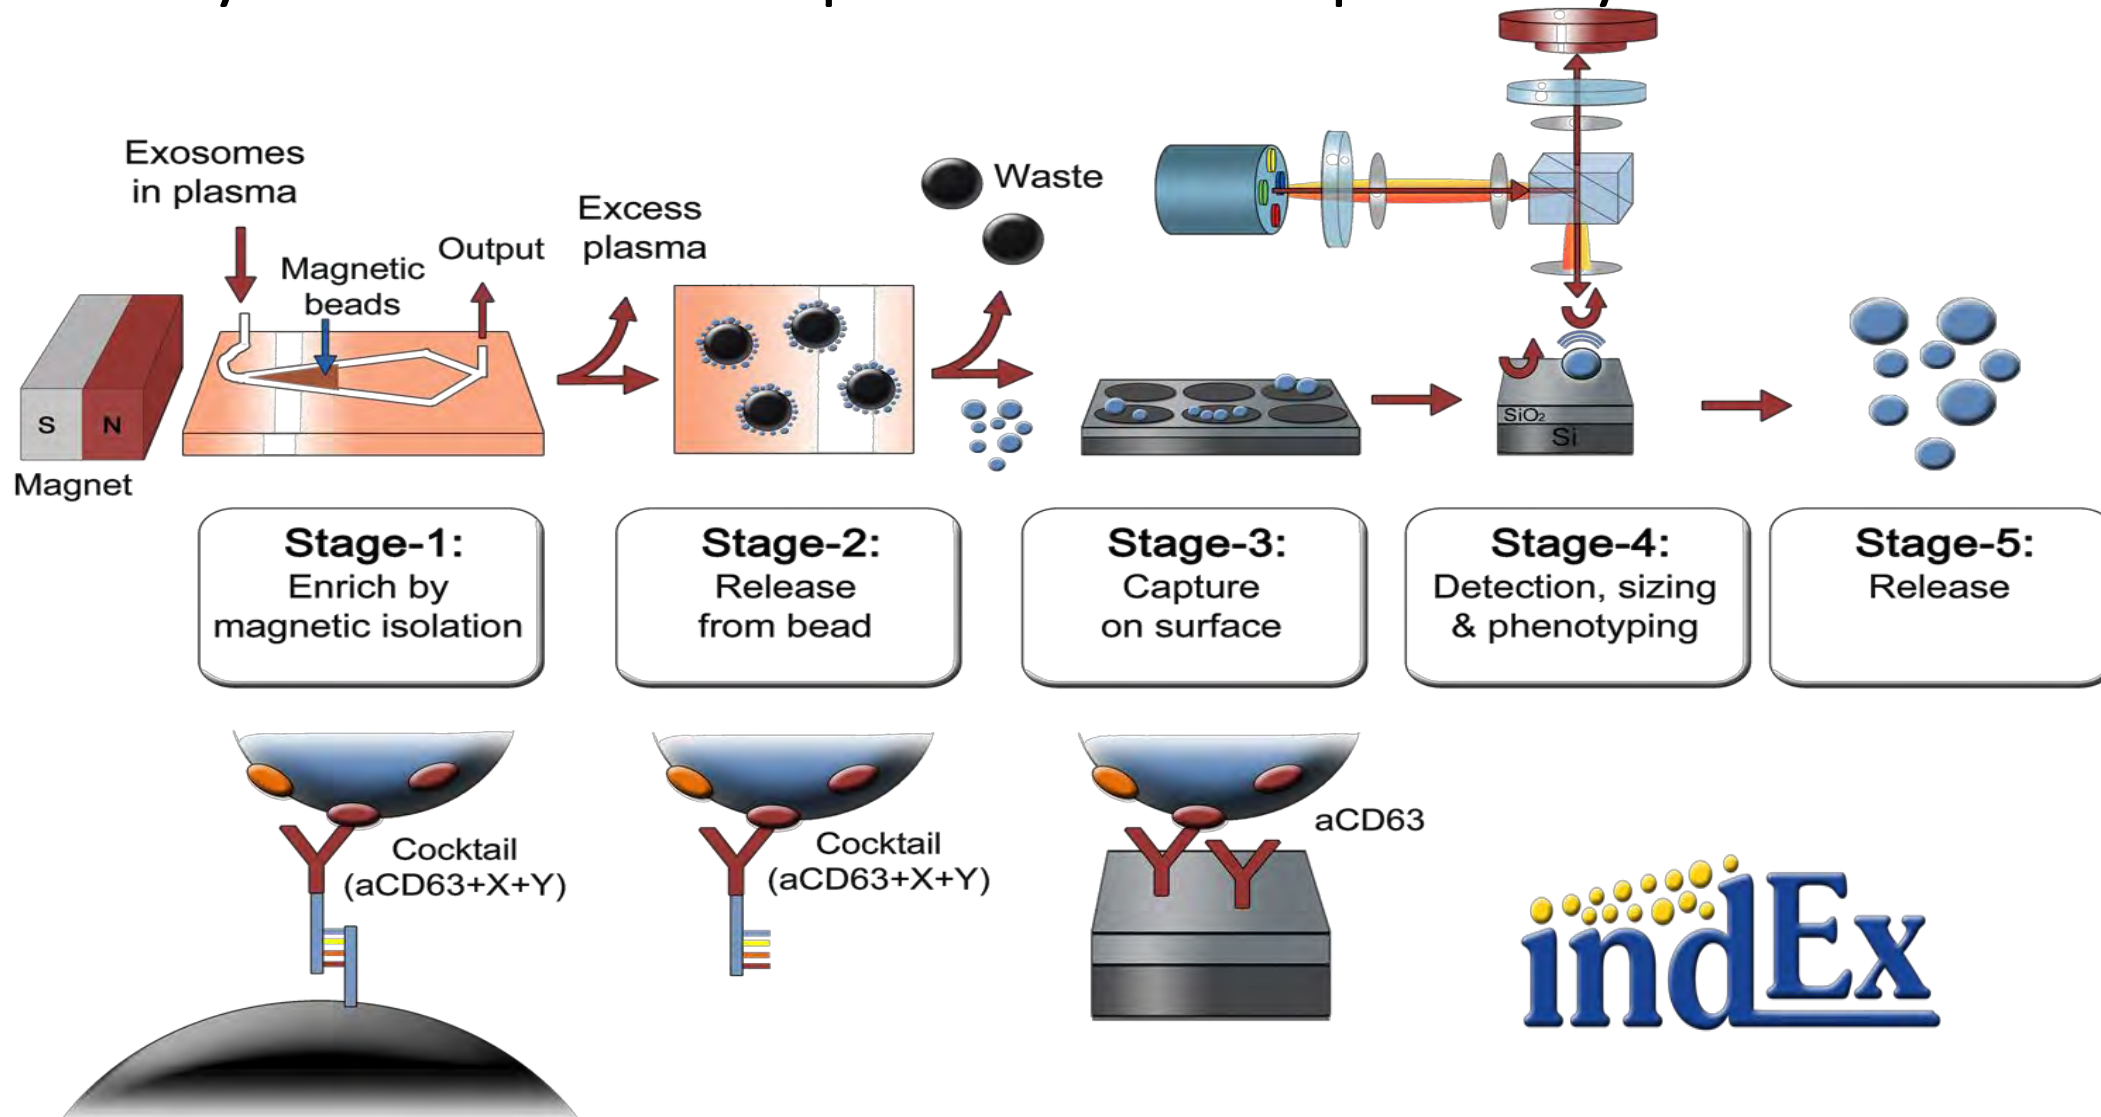 Exosomes
in plasma
Magnetic
beads
Output
Excess
plasma
Waste
S
N
Magnet
SiO2
Si
Stage-1:
Enrich by
magnetic isolation
Stage-2:
Release
from bead
Stage-3:
Capture
on surface
Stage-4:
Detection, sizing
& phenotyping
Stage-5:
Release
Cocktail
(aCD63+X+Y)
Cocktail
(aCD63+X+Y)
aCD63
indEx